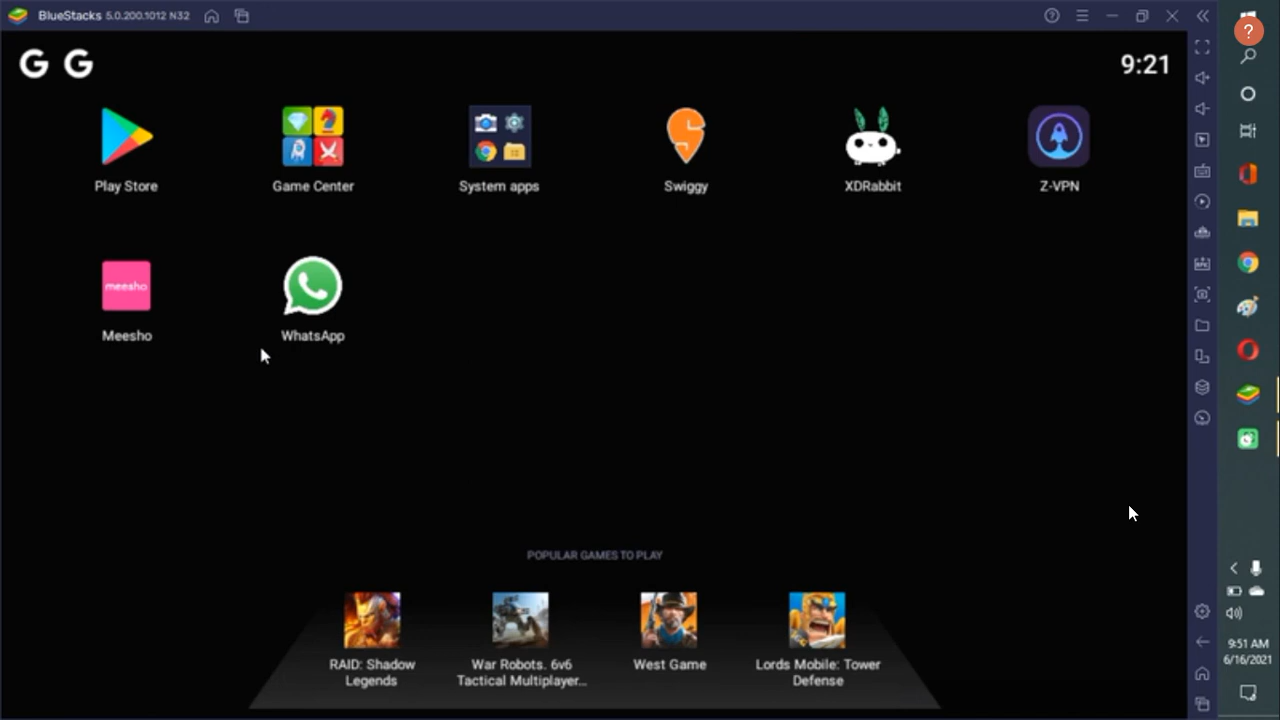 BlueStacks 5.0.200.1012 N32
G G
9:21
Play Store
Game Center
System apps
Swiggy
XDRabbit
Z-VPN
meesho
Meesho
WhatsApp
POPULAR GAMES TO PLAY
RAID: Shadow
Legends
War Robots. 6v6
Tactical Multiplayer...
West Game
Lords Mobile: Tower
Defense
9:51 AM
6/16/2021